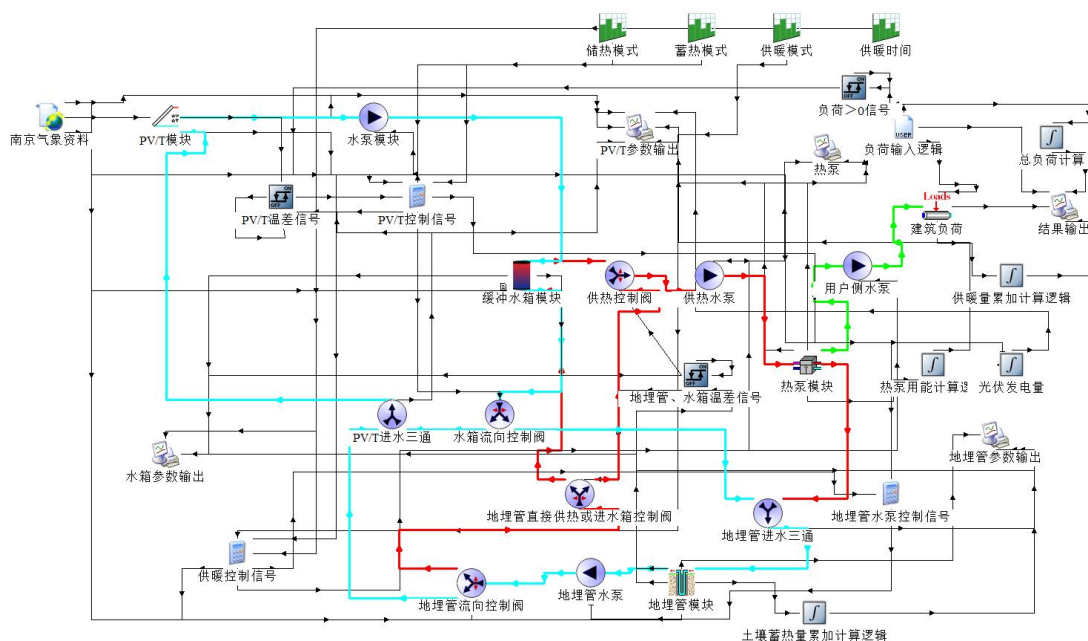 储热模式
蓄热模式
供暖模式
供暖时间
南京气象资料
PV/T模块
水泵模块
PV/T参数输出
负荷＞0信号
负荷输入逻辑
USER
总负荷计算
热泵
ON
OFF
PV/T温差信号
PV/T控制信号
Loads
建筑负荷
结果输出
缓冲水箱模块
供热控制阀
供热水泵
用户侧水泵
供暖量累加计算逻辑
地埋管、水箱温差信号
热泵模块
热泵用能计算逻
光伏发电量
PV/T进水三通
水箱流向控制阀
水箱参数输出
地埋管参数输出
地埋管直接供热或进水箱控制阀
地埋管进水三通
地埋管水泵控制信号
供暖控制信号
地埋管流向控制阀
地埋管水泵
地埋管模块
土壤蓄热量累加计算逻辑